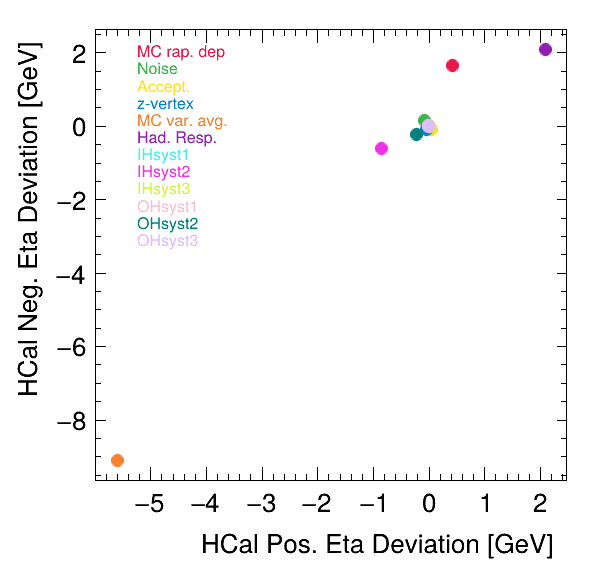 HCal Neg. Eta Deviation [GeV]
2
0
−2
−4
−6
−8
MC rap. dep
Noise
Accept.
z-vertex
MC var. avg.
Had. Resp.
IHsyst1
IHsyst2
IHsyst3
OHsyst1
OHsyst2
OHsyst3
−5 −4 −3 −2 −1 0 1 2
HCal Pos. Eta Deviation [GeV]